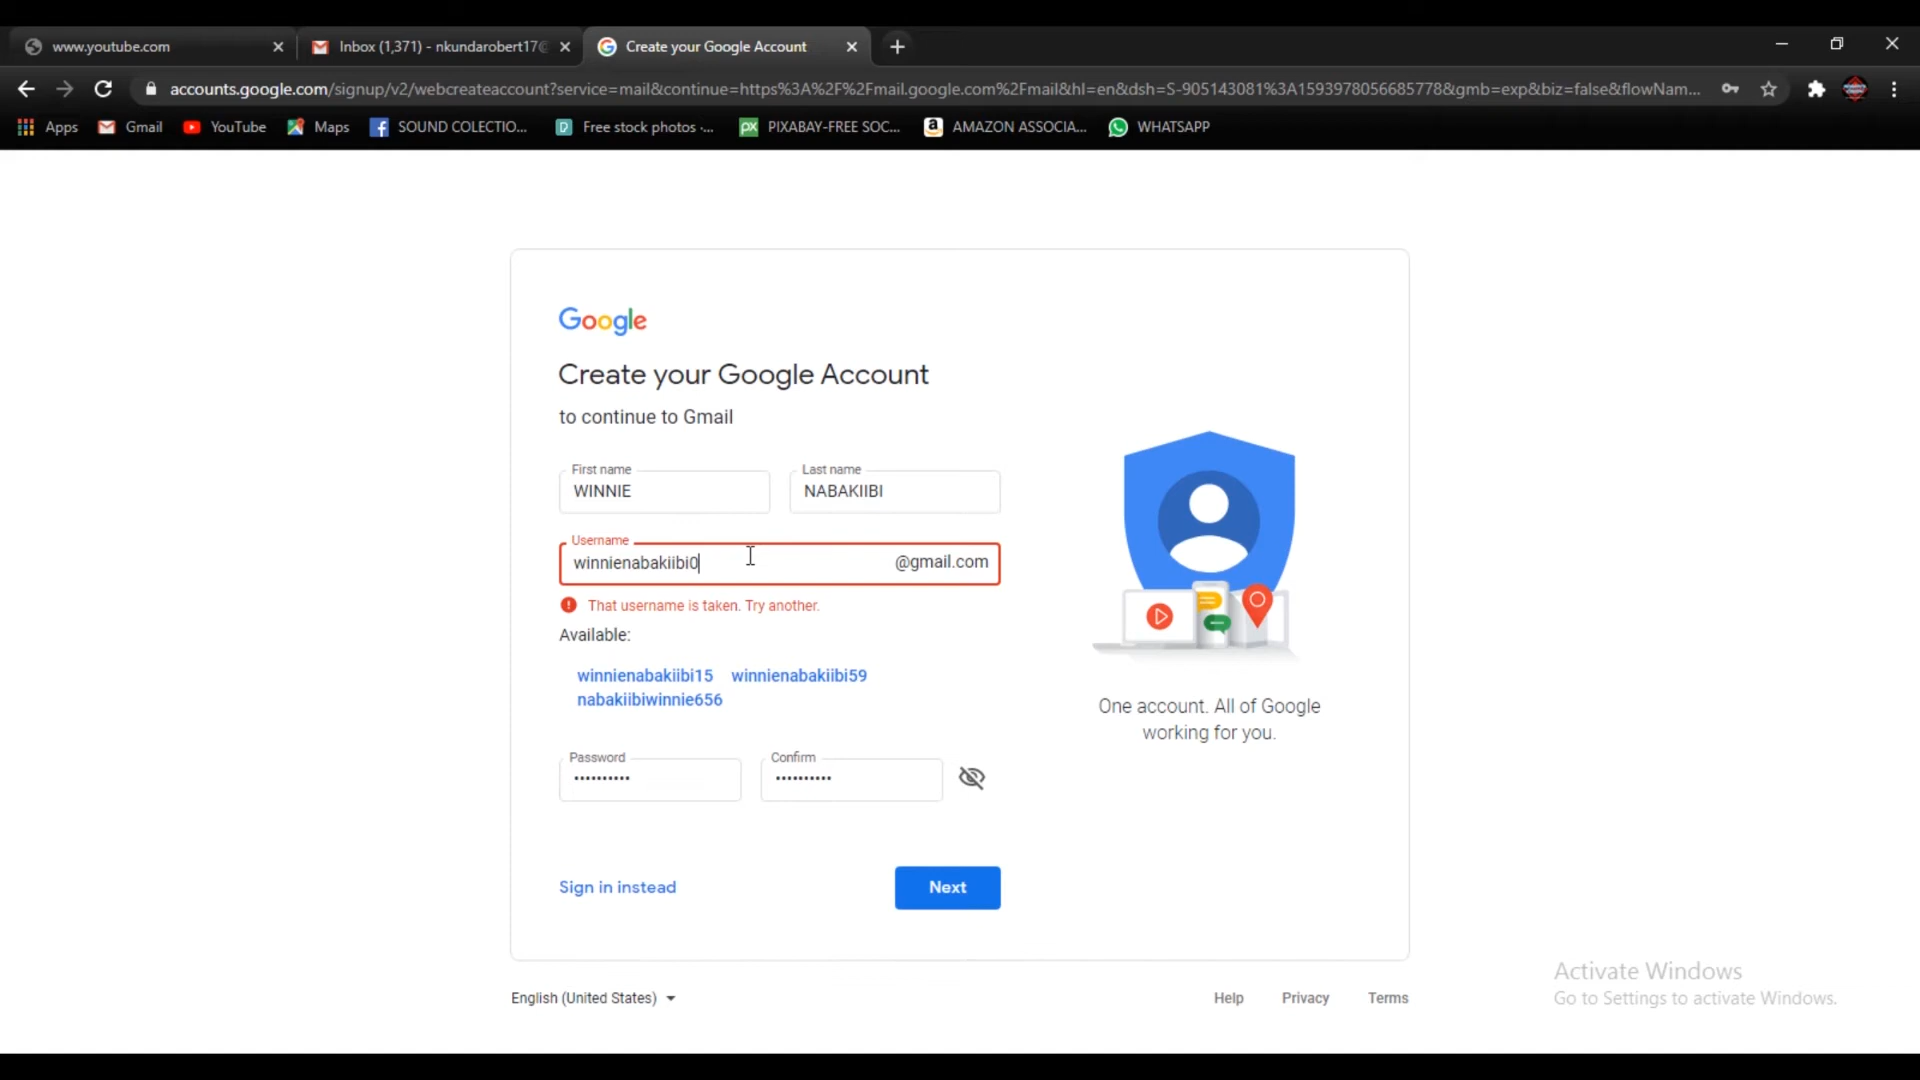 www.youtube.com
Inbox (1,371) - nkundarobert17@
Create your Google Account
accounts.google.com/signup/v2/webcreateaccount?service=mail&continue=https%3A%2F%2Fmail.google.com%2Fmail&hl=en&dsh=S-905143081%3A1593978056685778&gmb=exp&biz=false&flowNam...
Apps
Gmail
YouTube
Maps
SOUND COLECTIO...
Free stock photos ·...
PIXABAY-FREE SOC...
AMAZON ASSOCIA...
WHATSAPP
Google
Create your Google Account
to continue to Gmail
First name
WINNIE
Last name
NABAKIIBI
Username
winnienabakiibi0
@gmail.com
That username is taken. Try another.
Available:
winnienabakiibi15 winnienabakiibi59
nabakiibiwinnie656
Password
Confirm
Sign in instead
Next
One account. All of Google
working for you.
English (United States)
Help
Privacy
Terms
Activate Windows
Go to Settings to activate Windows.